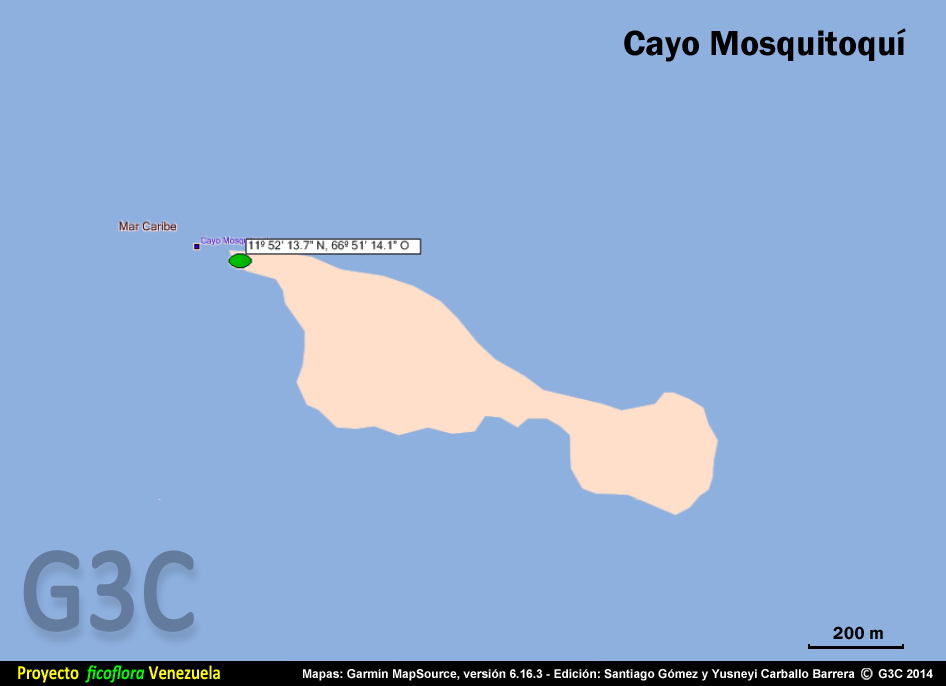 Cayo Mosquitoquí
Mar Caribe
Cayo Mosqu
11º 52' 13.7" N, 66º 51' 14.1" O
G3C
200 m
Proyecto ficoflora Venezuela
Mapas: Garmin MapSource, versión 6.16.3 - Edición: Santiago Gómez y Yusneyi Carballo Barrera © G3C 2014